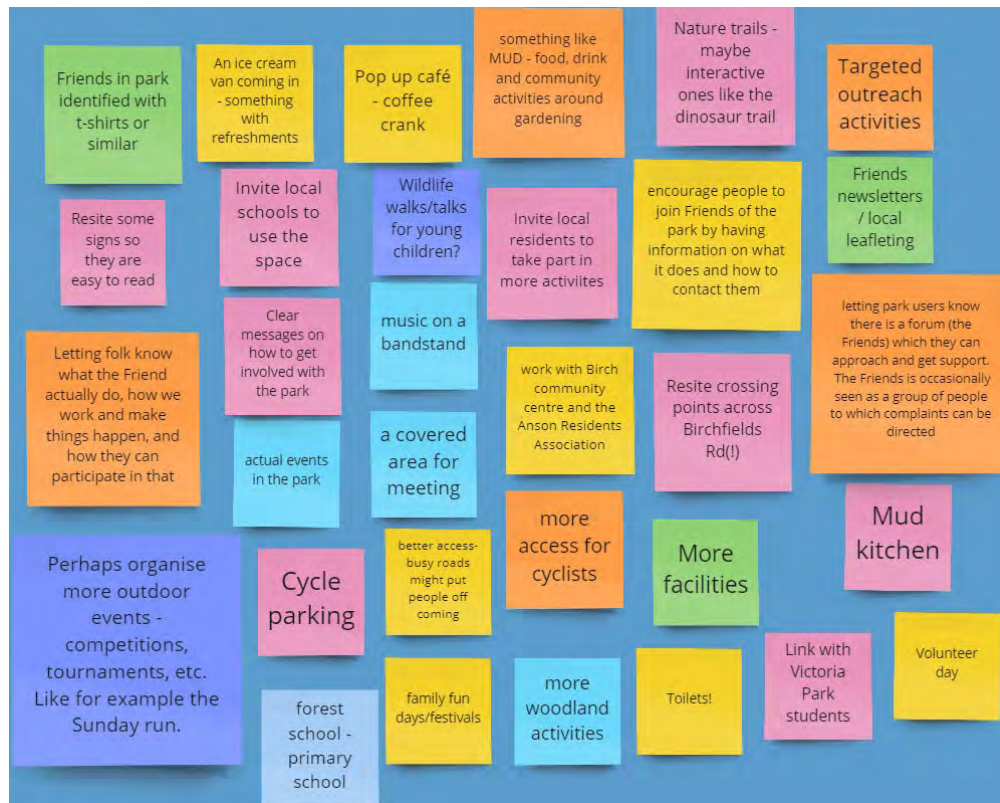 Friends in park
identified with
t-shirts or
similar
An ice cream
van coming in
- something
with
refreshments
Pop up café
- coffee
crank
something like
MUD - food, drink
and community
activities around
gardening
Nature trails -
maybe
interactive
ones like the
dinosaur trail
Targeted
outreach
activities
Resite some
signs so
they are
easy to read
Invite local
schools to
use the
space
Wildlife
walks/talks
for young
children?
Invite local
residents to
take part in
more activiites
encourage people to
join Friends of the
park by having
information on what
it does and how to
contact them
Friends
newsletters
/ local
leafleting
Letting folk know
what the Friend
actually do, how we
work and make
things happen, and
how they can
participate in that
Clear
messages on
how to get
involved with
the park
music on a
bandstand
work with Birch
community
centre and the
Anson Residents
Association
Resite crossing
points across
Birchfields
Rd(!)
letting park users know
there is a forum (the
Friends) which they can
approach and get support.
The Friends is occasionally
seen as a group of people
to which complaints can be
directed
actual events
in the park
a covered
area for
meeting
Perhaps organise
more outdoor
events -
competitions,
tournaments, etc.
Like for example the
Sunday run.
Cycle
parking
better access-
busy roads
might put
people off
coming
more
access for
cyclists
More
facilities
Mud
kitchen
forest
school -
primary
school
family fun
days/festivals
more
woodland
activities
Toilets!
Link with
Victoria
Park
students
Volunteer
day